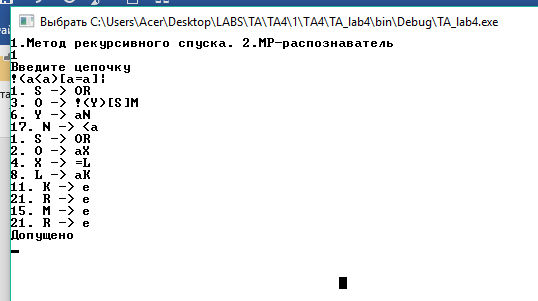 Выбрать C:\Users\Acer\Desktop\LABS\TA\TA4\1\TA4\TA_lab4\bin\Debug\TA_lab4.exe
1.Метод рекурсивного спуска. 2.МР-распознаватель
1
Введите цепочку
!(a<a)[a=a]!
1. S -> OR
3. O -> !(Y)[S]M
6. Y -> aN
17. N -> <a
1. S -> OR
2. O -> aX
4. X -> =L
8. L -> aK
11. K -> e
21. R -> e
15. M -> e
21. R -> e
Допущено